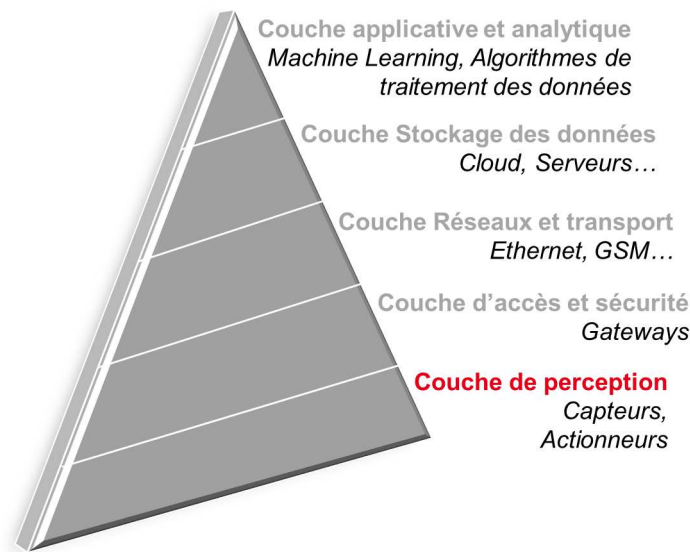 Couche applicative et analytique
Machine Learning, Algorithmes de
traitement des données
Couche Stockage des données
Cloud, Serveurs…
Couche Réseaux et transport
Ethernet, GSM…
Couche d’accès et sécurité
Gateways
Couche de perception
Capteurs,
Actionneurs